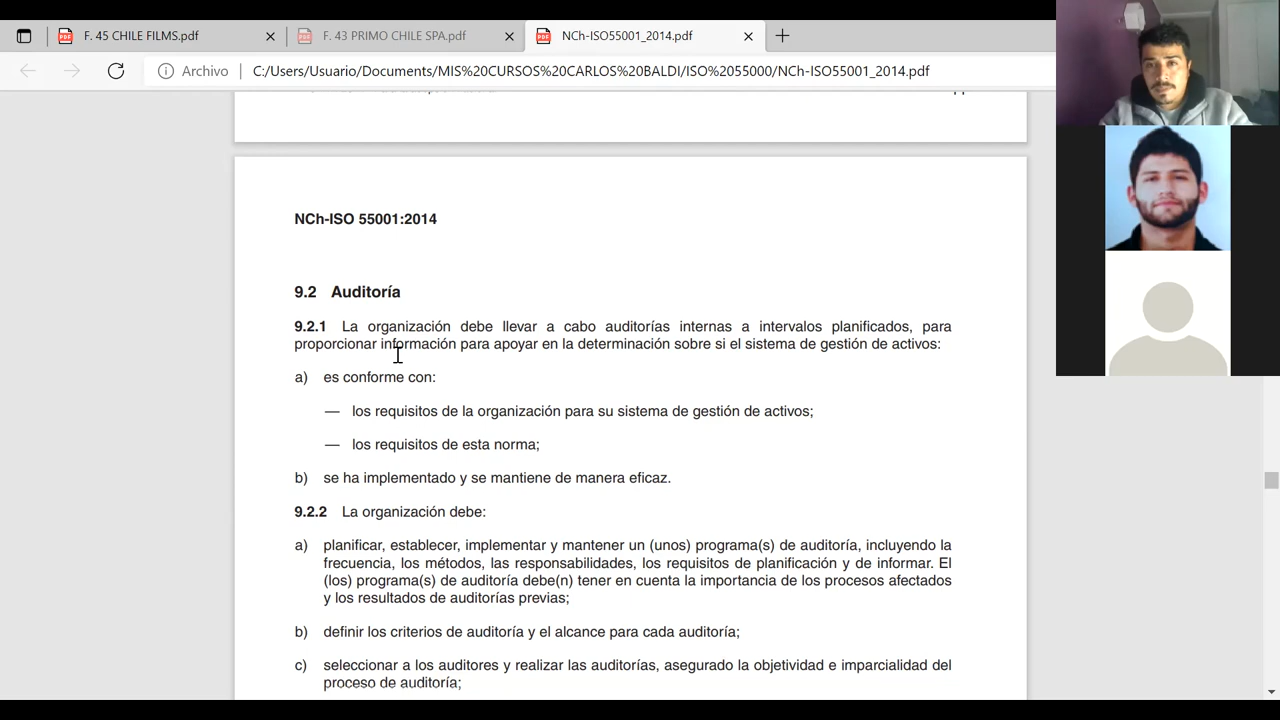 F. 45 CHILE FILMS.pdf
F. 43 PRIMO CHILE SPA.pdf
NCh-ISO55001_2014.pdf
Archivo
C:/Users/Usuario/Documents/MIS%20CURSOS%20CARLOS%20BALDI/ISO%2055000/NCh-ISO55001_2014.pdf
NCh-ISO 55001:2014
9.2 Auditoría
9.2.1 La organización debe llevar a cabo auditorías internas a intervalos planificados, para
proporcionar información para apoyar en la determinación sobre si el sistema de gestión de activos:
a) es conforme con:
— los requisitos de la organización para su sistema de gestión de activos;
— los requisitos de esta norma;
b) se ha implementado y se mantiene de manera eficaz.
9.2.2 La organización debe:
a) planificar, establecer, implementar y mantener un (unos) programa(s) de auditoría, incluyendo la
frecuencia, los métodos, las responsabilidades, los requisitos de planificación y de informar. El
(los) programa(s) de auditoría debe(n) tener en cuenta la importancia de los procesos afectados
y los resultados de auditorías previas;
b) definir los criterios de auditoría y el alcance para cada auditoría;
c) seleccionar a los auditores y realizar las auditorías, asegurado la objetividad e imparcialidad del
proceso de auditoría;